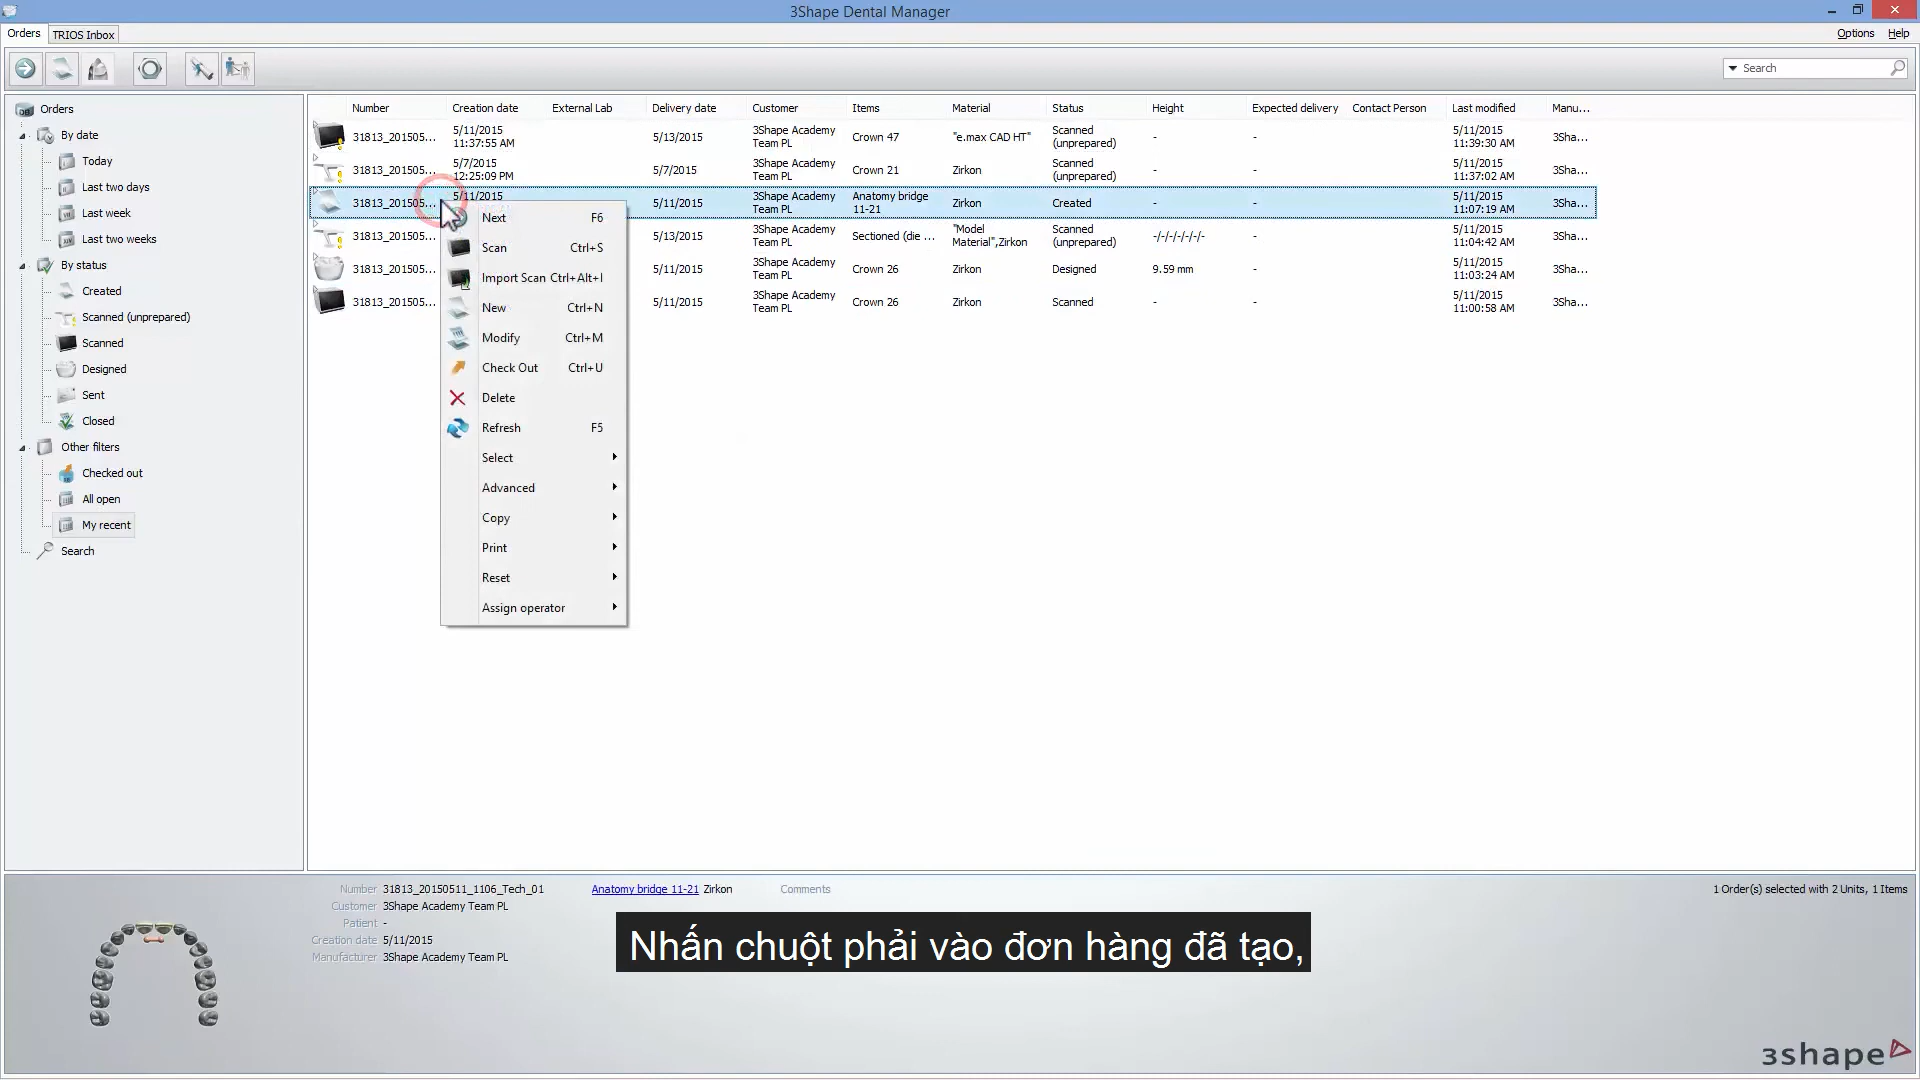 3Shape Dental Manager
Orders TRIOS Inbox Options Help
Search
Orders
By date
Today
Last two days
Last week
Last two weeks
By status
Created
Scanned (unprepared)
Scanned
Designed
Sent
Closed
Other filters
Checked out
All open
My recent
Search
Number Creation date External Lab Delivery date Customer Items Material Status Height Expected delivery Contact Person Last modified Manu...
31813_201505... 5/11/2015 11:37:55 AM 5/13/2015 3Shape Academy Team PL Crown 47 "e.max CAD HT" Scanned (unprepared) - - 5/11/2015 11:39:30 AM 3Sha...
31813_201505... 5/7/2015 12:25:09 PM 5/7/2015 3Shape Academy Team PL Crown 21 Zirkon Scanned (unprepared) - - 5/11/2015 11:37:02 AM 3Sha...
31813_201505... 5/11/2015 5/11/2015 3Shape Academy Team PL Anatomy bridge 11-21 Zirkon Created - - 5/11/2015 11:07:19 AM 3Sha...
31813_201505... 5/13/2015 3Shape Academy Team PL Sectioned (die ... "Model Material",Zirkon Scanned (unprepared) -/-/-/-/-/- - 5/11/2015 11:04:42 AM 3Sha...
31813_201505... 5/11/2015 3Shape Academy Team PL Crown 26 Zirkon Designed 9.59 mm - 5/11/2015 11:03:24 AM 3Sha...
31813_201505... 5/11/2015 3Shape Academy Team PL Crown 26 Zirkon Scanned - - 5/11/2015 11:00:58 AM 3Sha...
Next F6
Scan Ctrl+S
Import Scan Ctrl+Alt+I
New Ctrl+N
Modify Ctrl+M
Check Out Ctrl+U
Delete
Refresh F5
Select
Advanced
Copy
Print
Reset
Assign operator
Number 31813_20150511_1106_Tech_01 Anatomy bridge 11-21 Zirkon Comments 1 Order(s) selected with 2 Units, 1 Items
Customer 3Shape Academy Team PL
Patient -
Creation date 5/11/2015
Manufacturer 3Shape Academy Team PL
Nhấn chuột phải vào đơn hàng đã tạo,
3shape